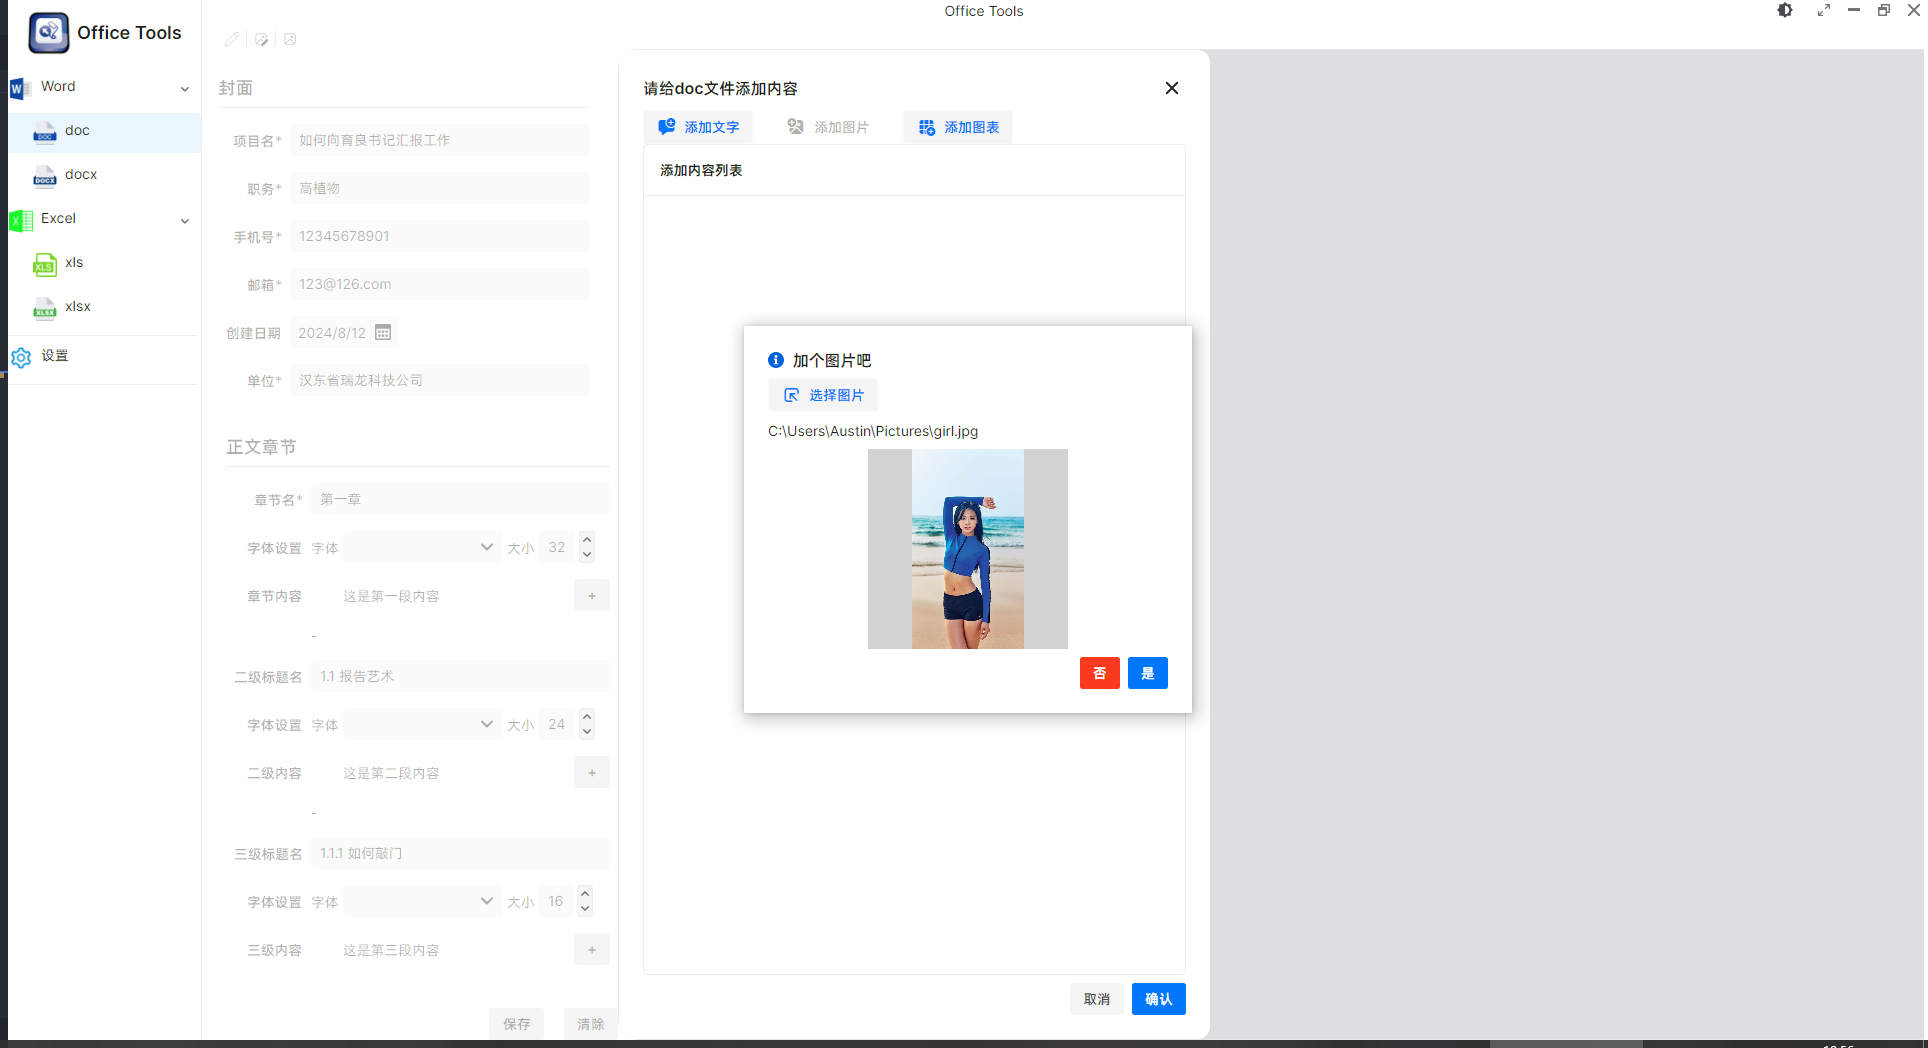 Office Tools
Office Tools
Word
doc
docx
Excel
xls
xlsx
设置
封面
项目名* 如何向育良书记汇报工作
职务* 高植物
手机号* 12345678901
邮箱* 123@126.com
创建日期 2024/8/12
单位* 汉东省瑞龙科技公司
正文章节
章节名* 第一章
字体设置 字体 大小 32
章节内容 这是第一段内容 +
-
二级标题名 1.1 报告艺术
字体设置 字体 大小 24
二级内容 这是第二段内容 +
-
三级标题名 1.1.1 如何敲门
字体设置 字体 大小 16
三级内容 这是第三段内容 +
保存 清除
请给doc文件添加内容
添加文字 添加图片 添加图表
添加内容列表
加个图片吧
选择图片
C:\Users\Austin\Pictures\girl.jpg
否 是
取消 确认